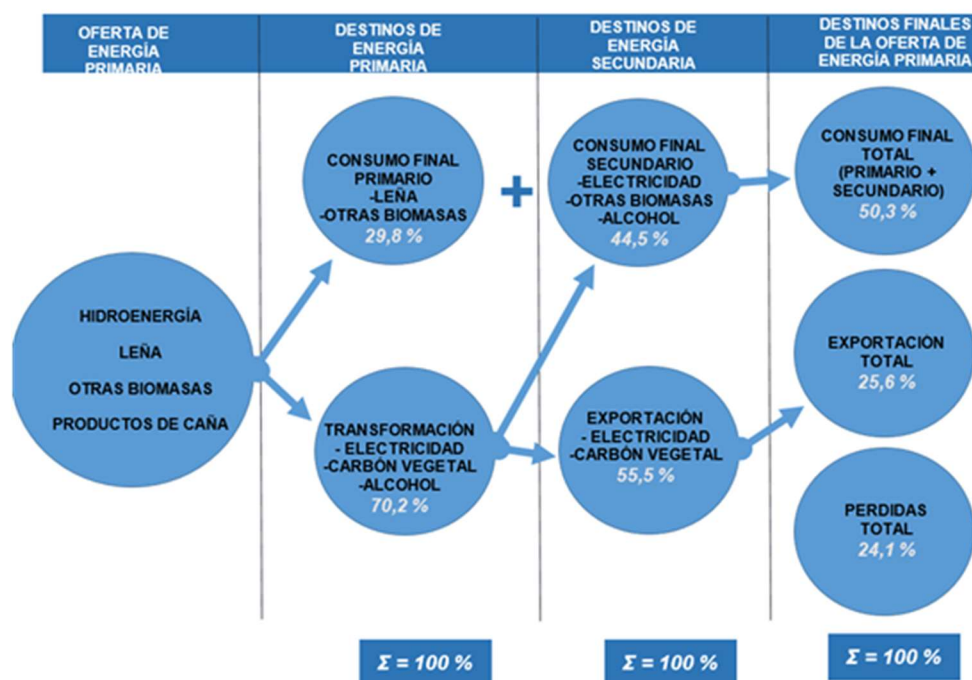 OFERTA DE
ENERGÍA
PRIMARIA
DESTINOS DE
ENERGÍA
PRIMARIA
DESTINOS DE
ENERGÍA
SECUNDARIA
DESTINOS FINALES
DE LA OFERTA DE
ENERGÍA PRIMARIA
HIDROENERGÍA
LEÑA
OTRAS BIOMASAS
PRODUCTOS DE CAÑA
CONSUMO FINAL
PRIMARIO
-LEÑA
-OTRAS BIOMASAS
29,8 %
+
TRANSFORMACIÓN
- ELECTRICIDAD
-CARBÓN VEGETAL
-ALCOHOL
70,2 %
CONSUMO FINAL
SECUNDARIO
-ELECTRICIDAD
-OTRAS BIOMASAS
-ALCOHOL
44,5 %
EXPORTACIÓN
- ELECTRICIDAD
-CARBÓN VEGETAL
55,5 %
CONSUMO FINAL
TOTAL
(PRIMARIO +
SECUNDARIO)
50,3 %
EXPORTACIÓN
TOTAL
25,6 %
PERDIDAS
TOTAL
24,1 %
Σ = 100 %
Σ = 100 %
Σ = 100 %